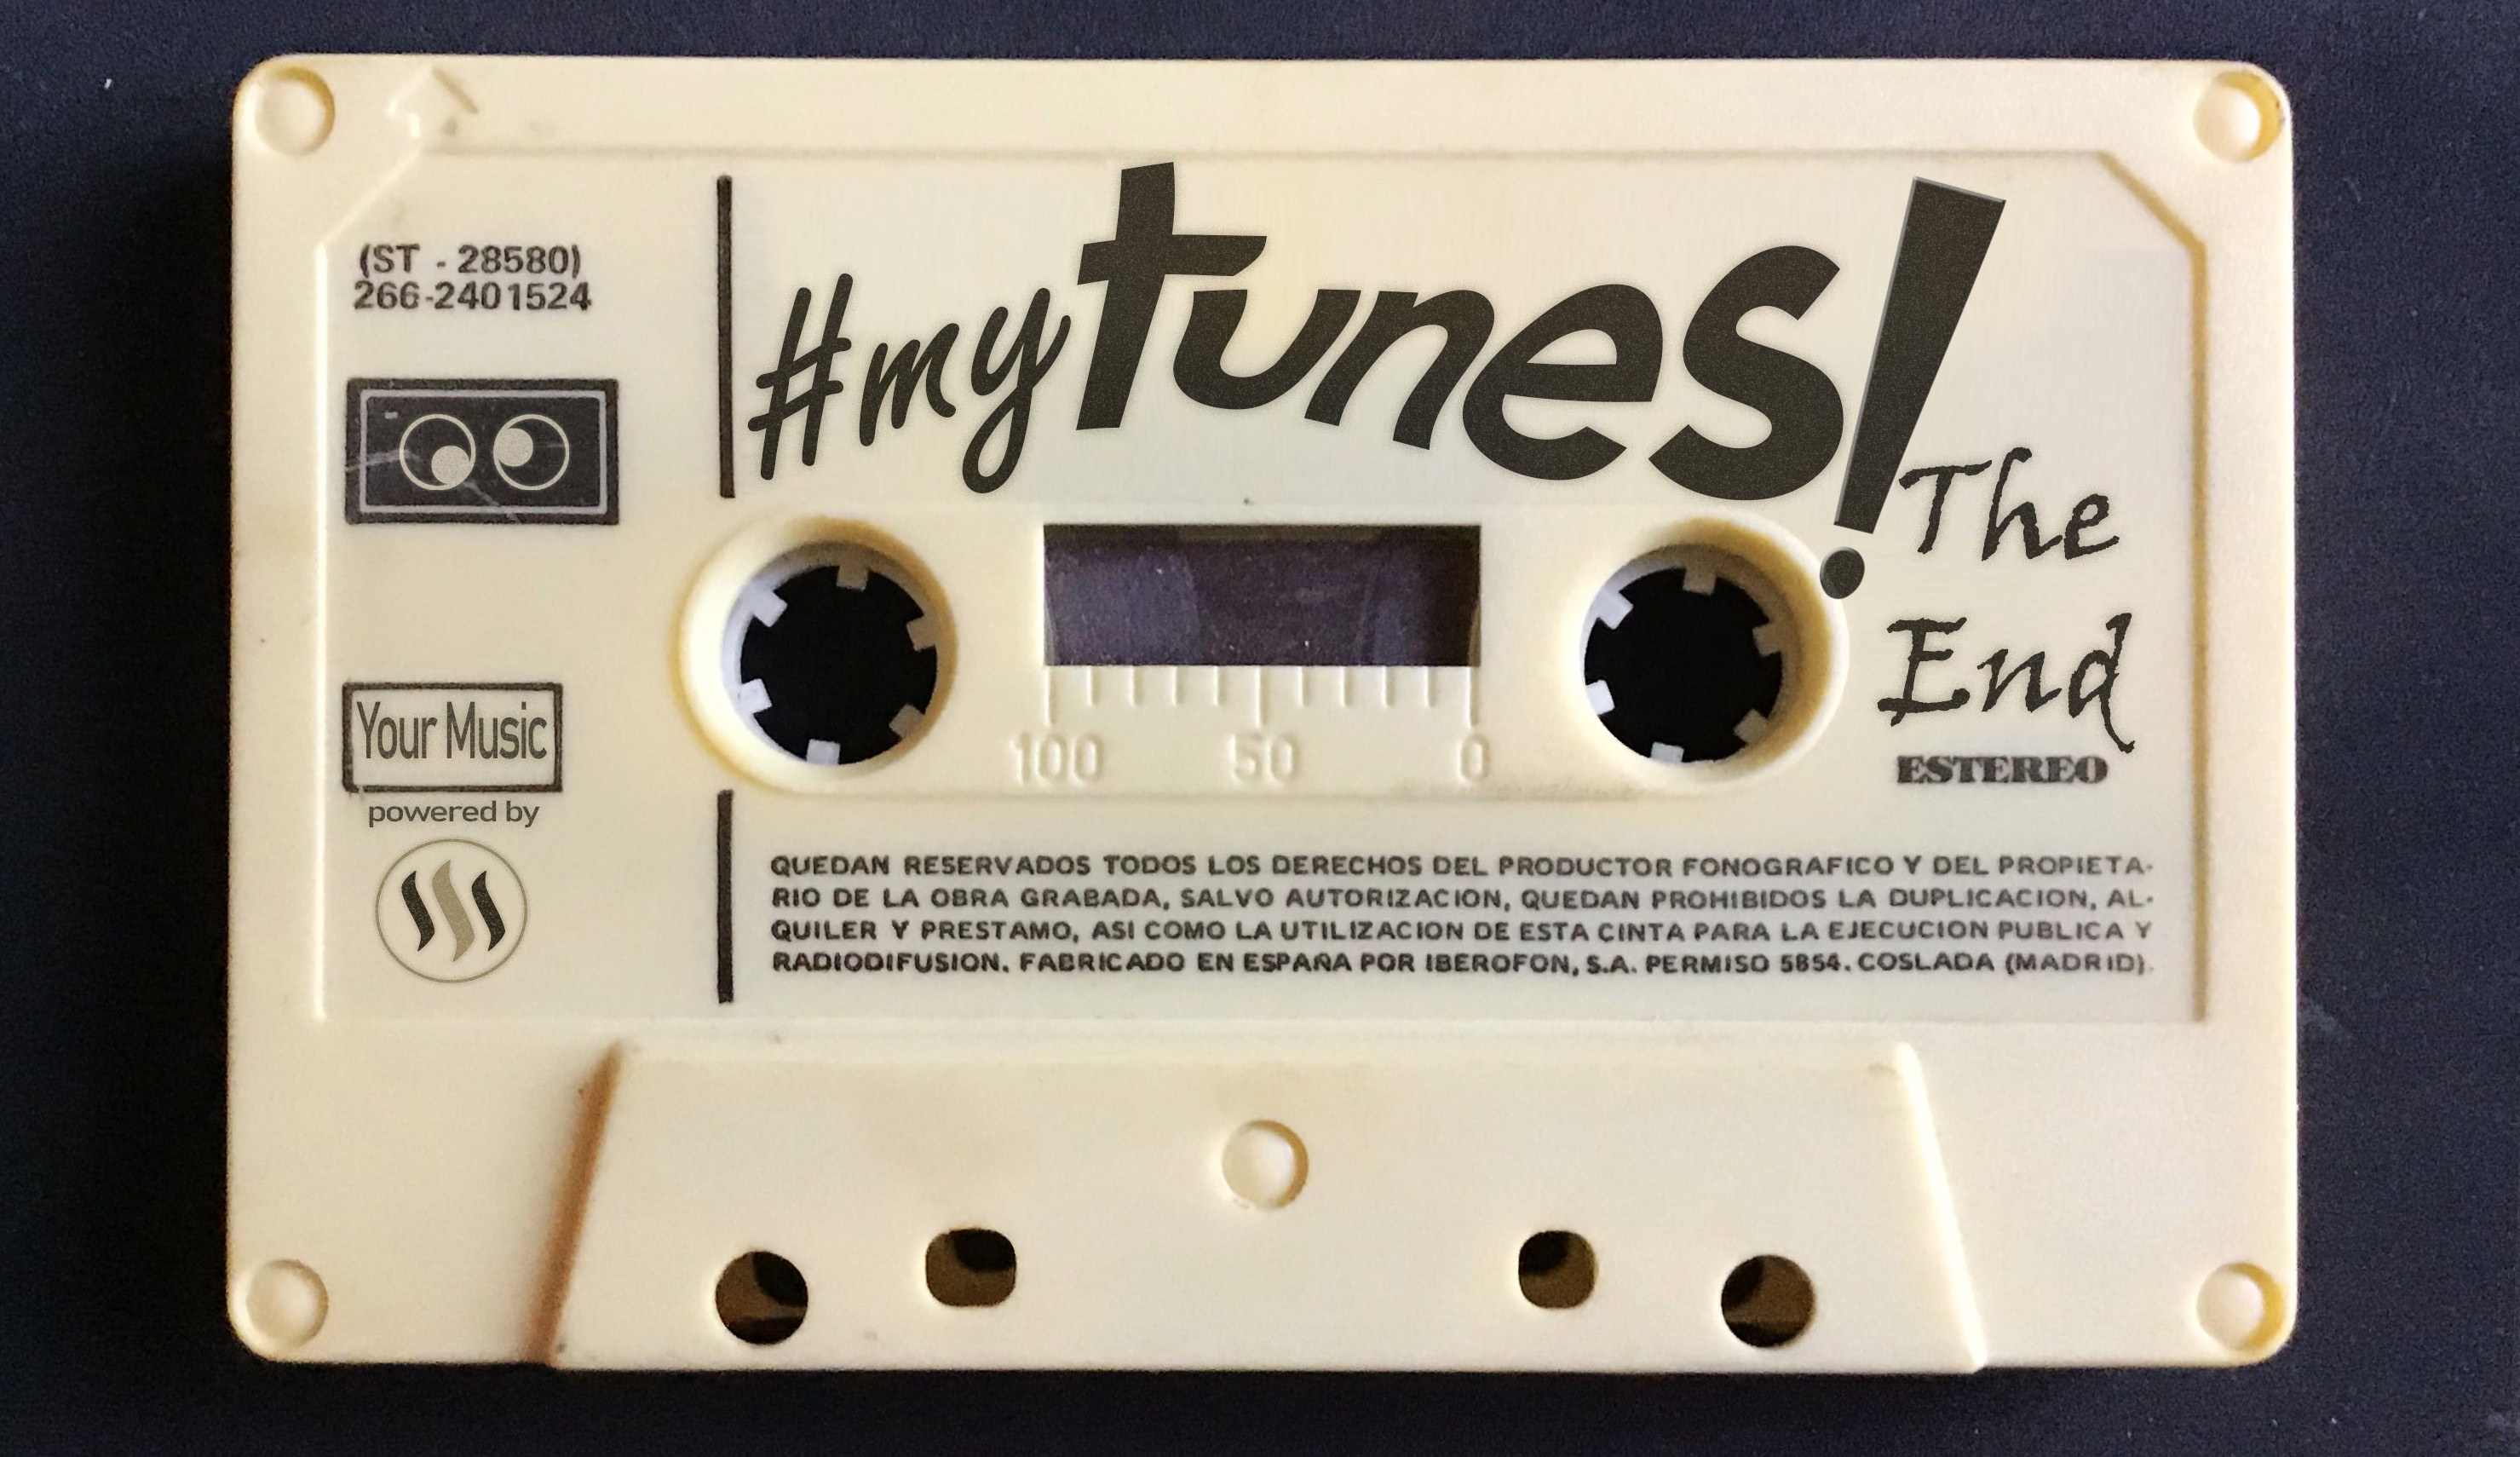 (ST - 28580)
266-2401524
#mytunes!
The
End
ESTEREO
100 50 0
Your Music
powered by
QUEDAN RESERVADOS TODOS LOS DERECHOS DEL PRODUCTOR FONOGRAFICO Y DEL PROPIETA-
RIO DE LA OBRA GRABADA, SALVO AUTORIZACION, QUEDAN PROHIBIDOS LA DUPLICACION, AL-
QUILER Y PRESTAMO, ASI COMO LA UTILIZACION DE ESTA CINTA PARA LA EJECUCION PUBLICA Y
RADIODIFUSION. FABRICADO EN ESPAÑA POR IBEROFON, S.A. PERMISO 5854. COSLADA (MADRID).